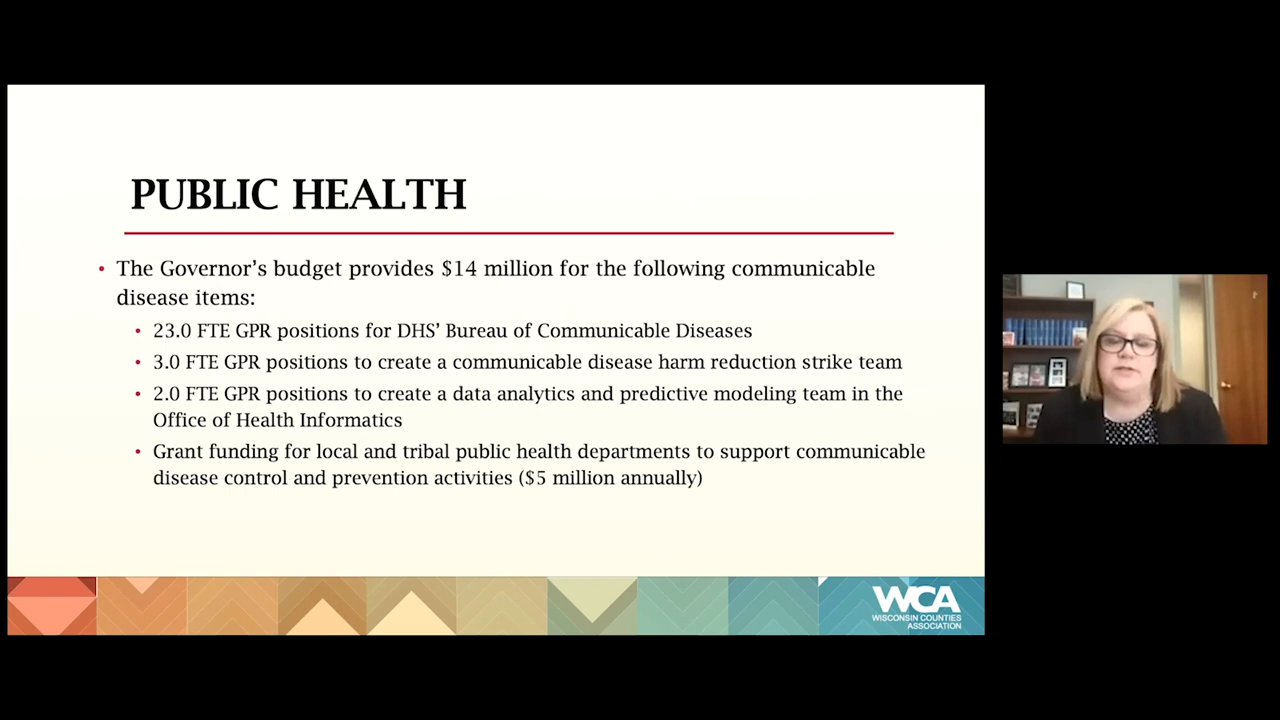 PUBLIC HEALTH
• The Governor’s budget provides $14 million for the following communicable
disease items:
• 23.0 FTE GPR positions for DHS’ Bureau of Communicable Diseases
• 3.0 FTE GPR positions to create a communicable disease harm reduction strike team
• 2.0 FTE GPR positions to create a data analytics and predictive modeling team in the
Office of Health Informatics
• Grant funding for local and tribal public health departments to support communicable
disease control and prevention activities ($5 million annually)
WCA
WISCONSIN COUNTIES
ASSOCIATION